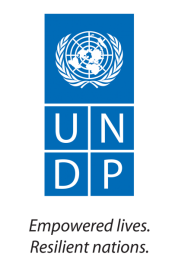 U N
D P
Empowered lives.
Resilient nations.